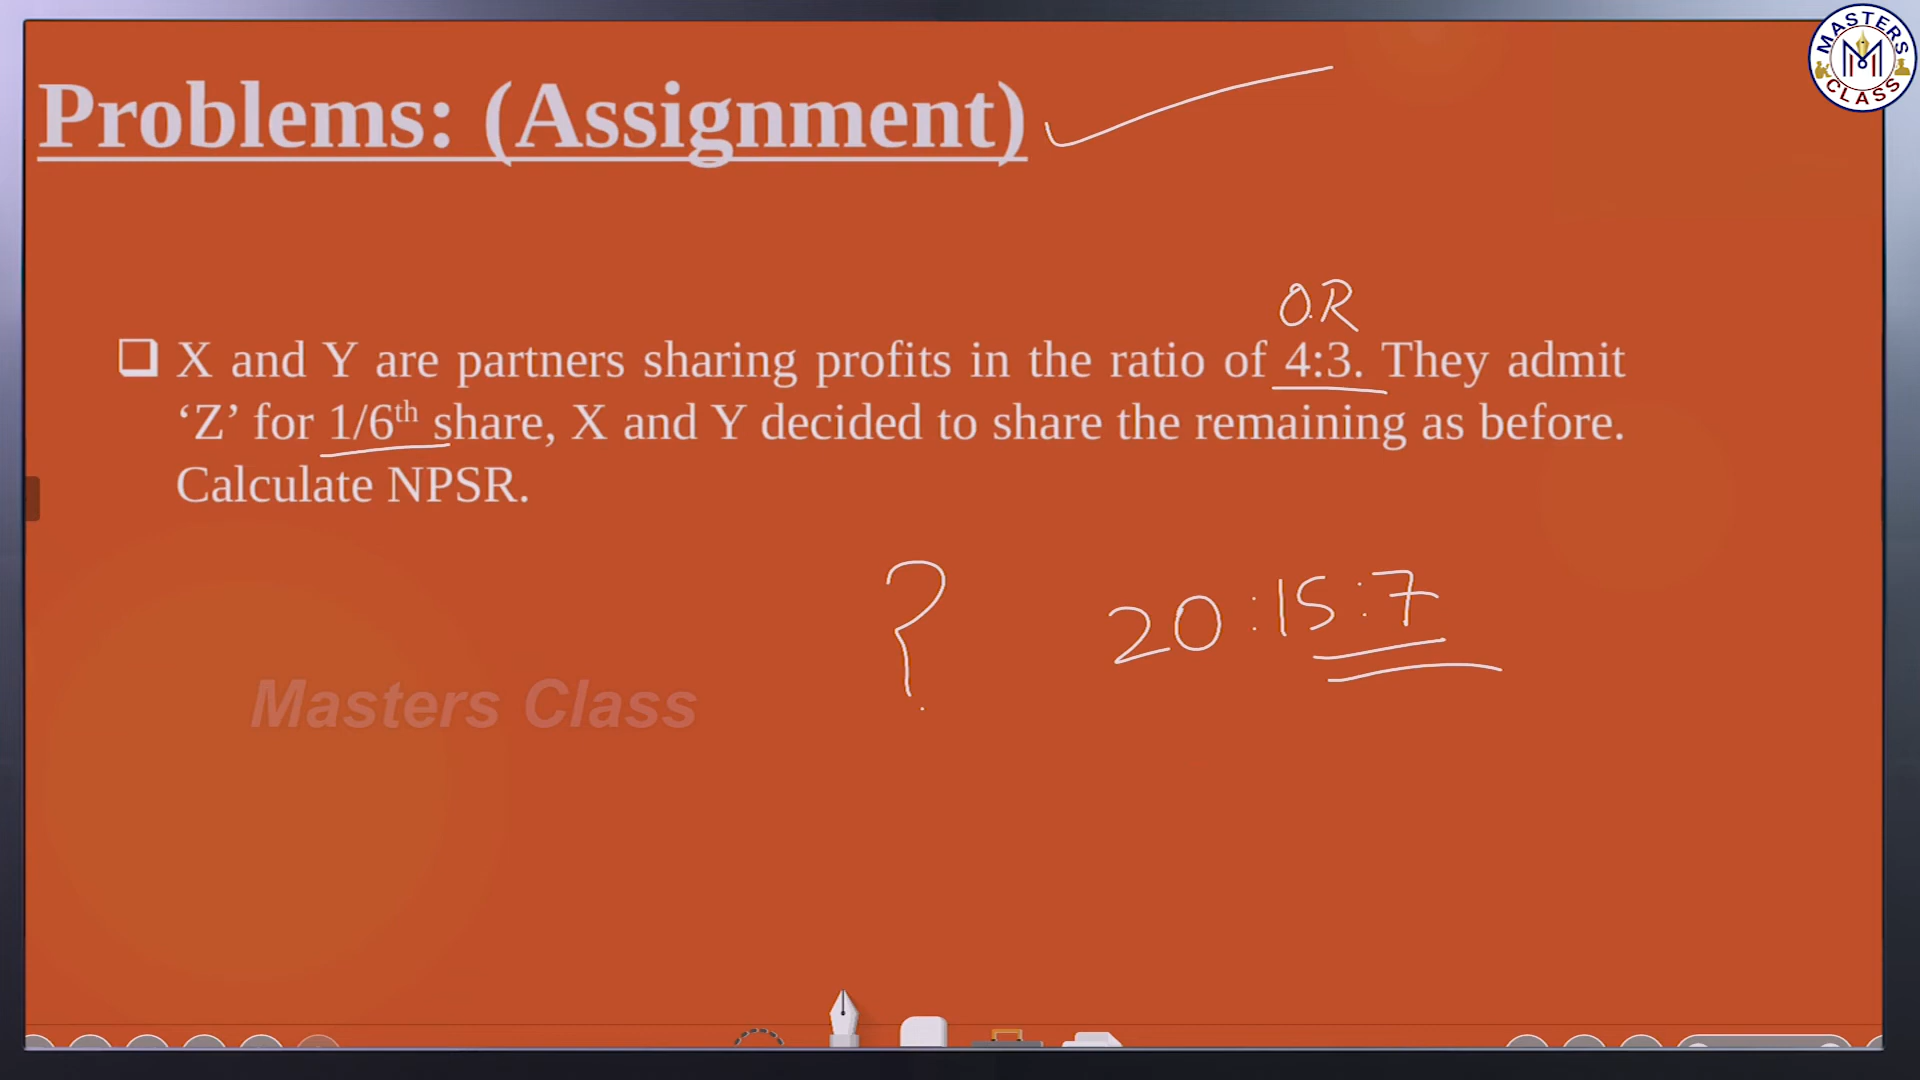 MASTERS
CLASS
Problems: (Assignment)
O.R
❑ X and Y are partners sharing profits in the ratio of 4:3. They admit
‘Z’ for 1/6th share, X and Y decided to share the remaining as before.
Calculate NPSR.
? 20:15:7
Masters Class